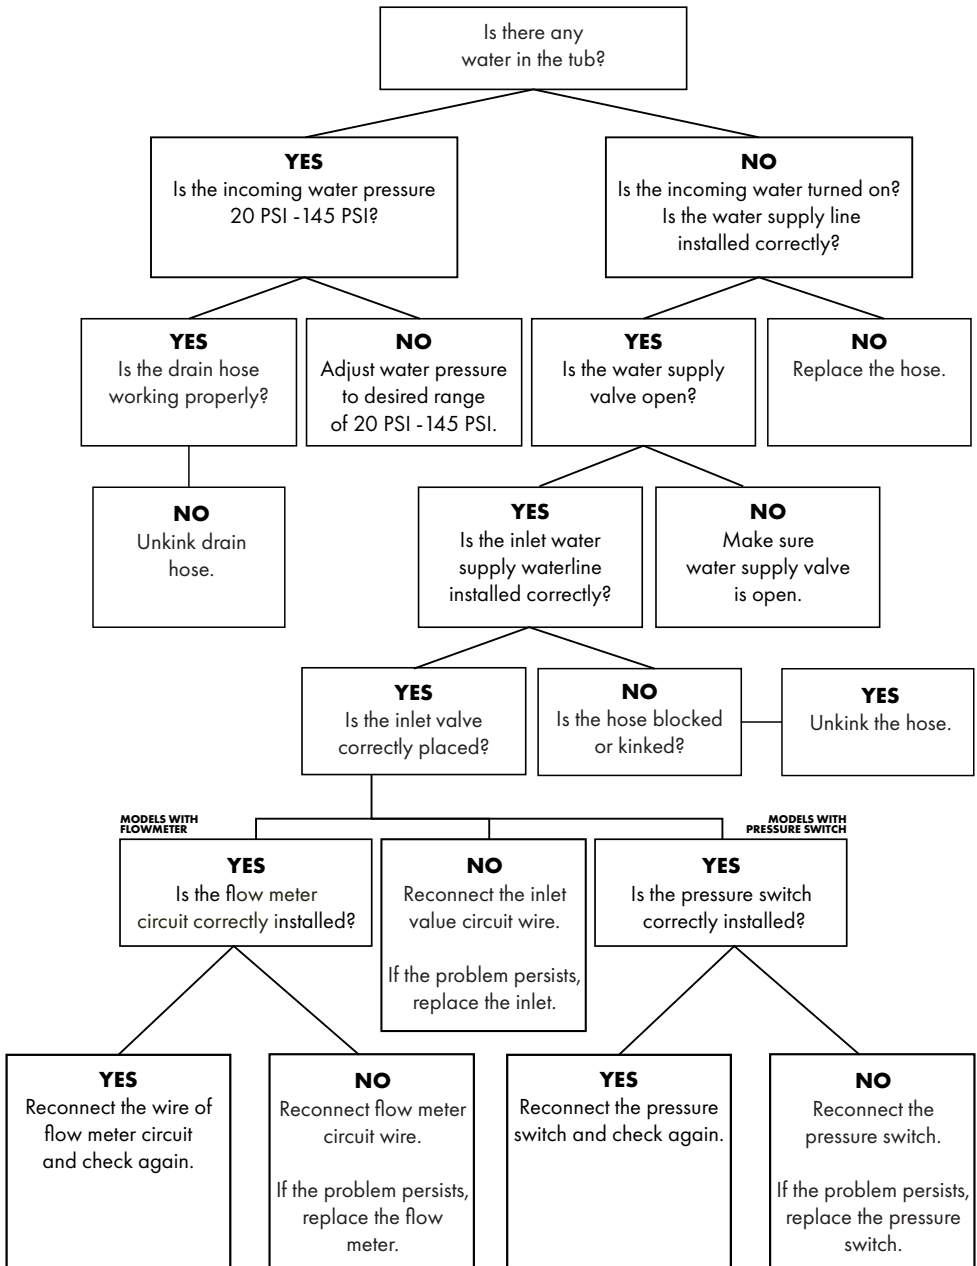 Is there any
water in the tub?
YES
Is the incoming water pressure
20 PSI -145 PSI?
NO
Is the incoming water turned on?
Is the water supply line
installed correctly?
YES
Is the drain hose
working properly?
NO
Adjust water pressure
to desired range
of 20 PSI -145 PSI.
YES
Is the water supply
valve open?
NO
Replace the hose.
NO
Unkink drain
hose.
YES
Is the inlet water
supply waterline
installed correctly?
NO
Make sure
water supply valve
is open.
YES
Is the inlet valve
correctly placed?
NO
Is the hose blocked
or kinked?
YES
Unkink the hose.
MODELS WITH
FLOWMETER
MODELS WITH
PRESSURE SWITCH
YES
Is the flow meter
circuit correctly installed?
NO
Reconnect the inlet
value circuit wire.
If the problem persists,
replace the inlet.
YES
Is the pressure switch
correctly installed?
YES
Reconnect the wire of
flow meter circuit
and check again.
NO
Reconnect flow meter
circuit wire.
If the problem persists,
replace the flow
meter.
YES
Reconnect the pressure
switch and check again.
NO
Reconnect the
pressure switch.
If the problem persists,
replace the pressure
switch.